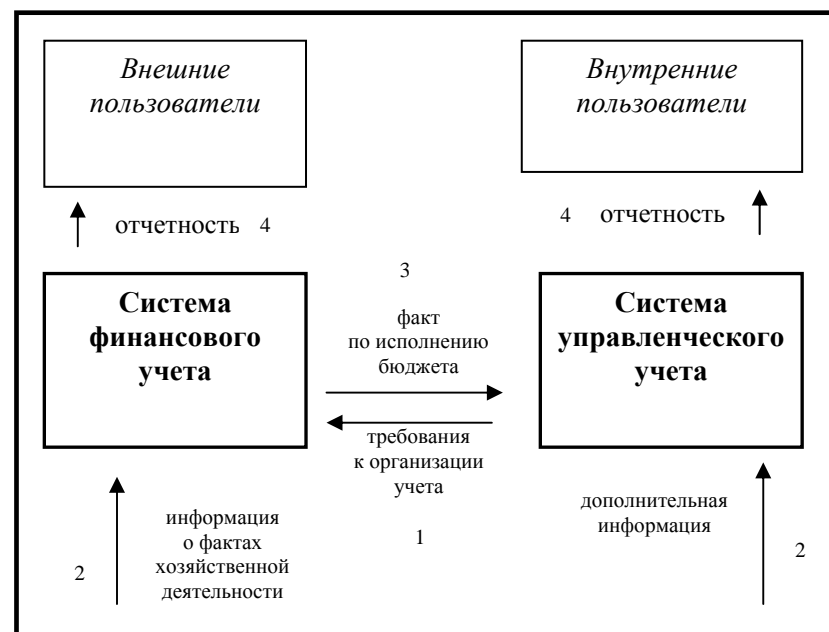 Внешние
пользователи
Внутренние
пользователи
отчетность 4
4 отчетность
Система
финансового
учета
3
факт
по исполнению
бюджета
Система
управленческого
учета
требования
к организации
учета
1
2
информация
о фактах
хозяйственной
деятельности
дополнительная
информация
2